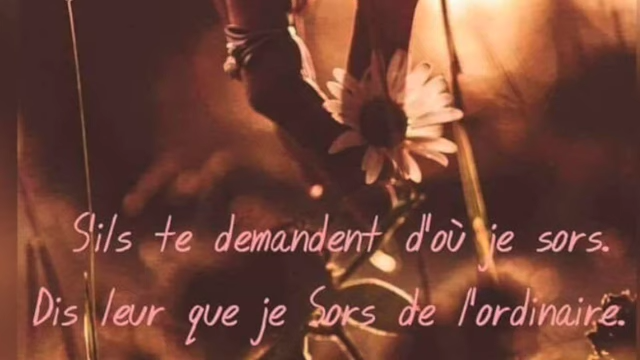 S'ils te demandent d'où je sors.
Dis leur que je Sors de l'ordinaire.